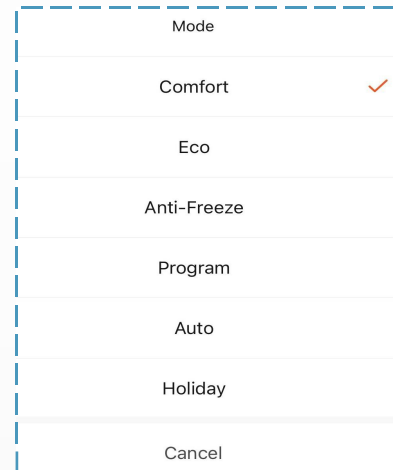 Mode
Comfort
Eco
Anti-Freeze
Program
Auto
Holiday
Cancel